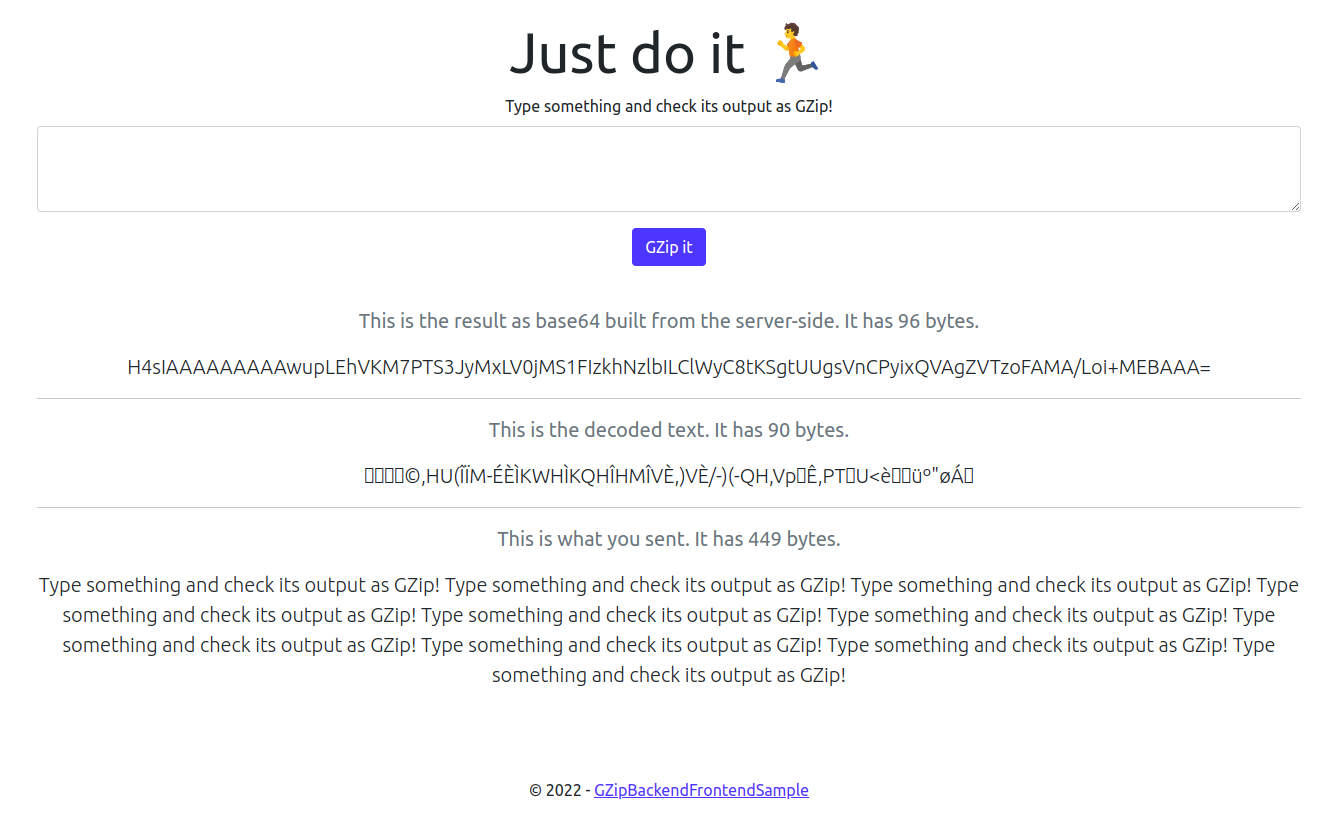 Just do it 🏃
Type something and check its output as GZip!
GZip it
This is the result as base64 built from the server-side. It has 96 bytes.
H4sIAAAAAAAAAwupLEhVKM7PTS3JyMxLV0jMS1FIzkhNzlbILClWyC8tKSgtUUgsVnCPyixQVAgZVTzoFAMA/Loi+MEBAAA=
This is the decoded text. It has 90 bytes.
©,HU(ÎÏM-ÉÈÌKWHÌKQHÎHMÎVÈ,)VÈ/-)(-QH,VpÊ,PTU<èüº"øÁ
This is what you sent. It has 449 bytes.
Type something and check its output as GZip! Type something and check its output as GZip! Type something and check its output as GZip! Type
something and check its output as GZip! Type something and check its output as GZip! Type something and check its output as GZip! Type
something and check its output as GZip! Type something and check its output as GZip! Type something and check its output as GZip! Type
something and check its output as GZip!
© 2022 - GZipBackendFrontendSample